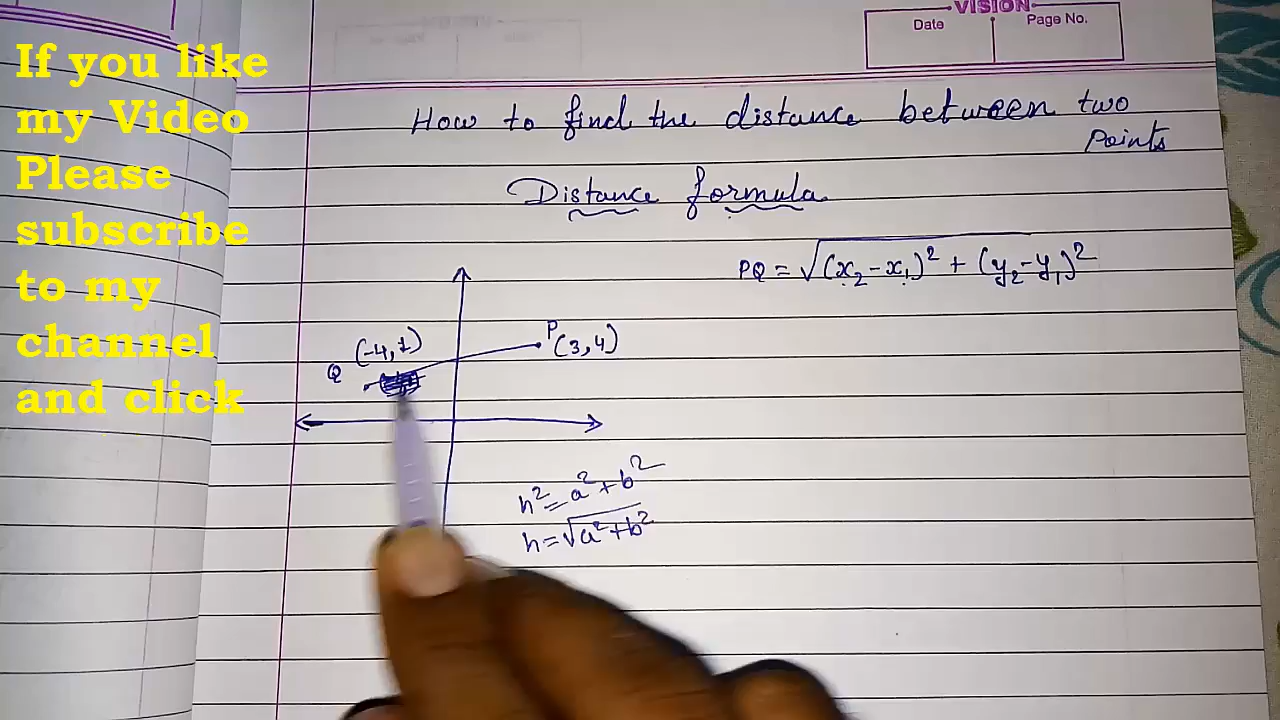 If you like
my Video
Please
subscribe
to my
channel
and click
VISION
Date
Page No.
How to find the distance between two
Points
Distance formula
PQ = √(x₂-x₁)² + (y₂-y₁)²
P(3,4)
Q (-4,1)
h² = a²+b²
h = √a²+b²